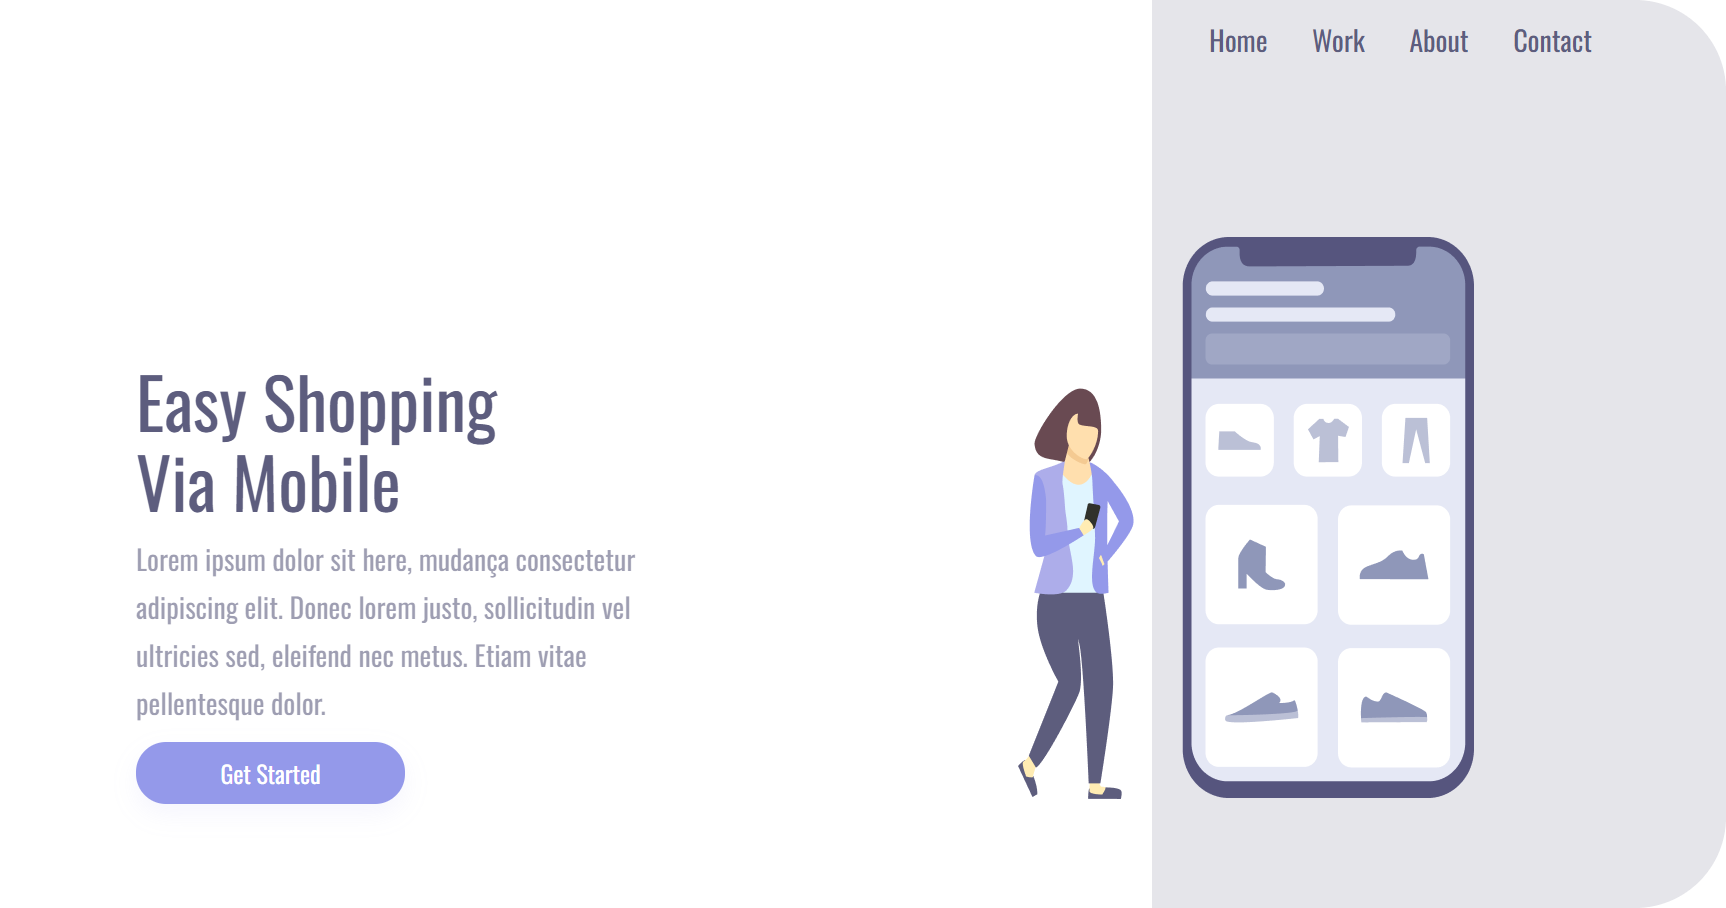 Home Work About Contact
Easy Shopping
Via Mobile
Lorem ipsum dolor sit here, mudança consectetur
adipiscing elit. Donec lorem justo, sollicitudin vel
ultricies sed, eleifend nec metus. Etiam vitae
pellentesque dolor.
Get Started